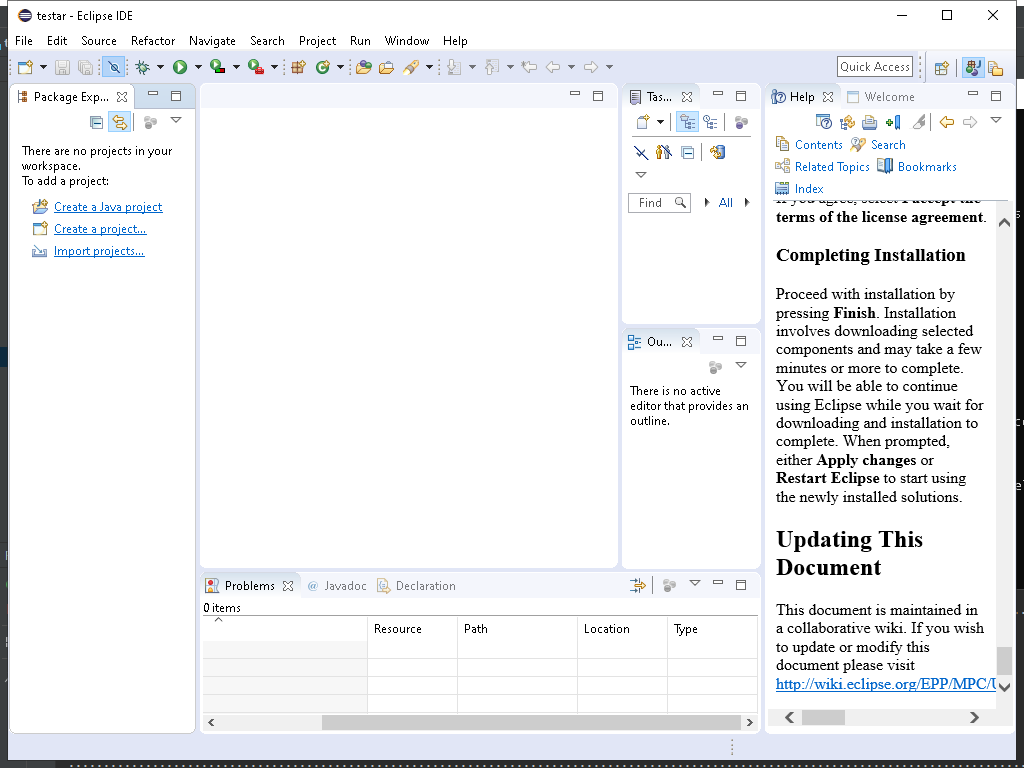 testar - Eclipse IDE
File Edit Source Refactor Navigate Search Project Run Window Help
Quick Access
Package Exp...
There are no projects in your
workspace.
To add a project:
Create a Java project
Create a project...
Import projects...
Tas...
Find
All
Ou...
There is no active
editor that provides an
outline.
Help Welcome
Contents Search
Related Topics Bookmarks
Index
If you agree, select I accept the
terms of the license agreement.
Completing Installation
Proceed with installation by
pressing Finish. Installation
involves downloading selected
components and may take a few
minutes or more to complete.
You will be able to continue
using Eclipse while you wait for
downloading and installation to
complete. When prompted,
either Apply changes or
Restart Eclipse to start using
the newly installed solutions.
Updating This
Document
This document is maintained in
a collaborative wiki. If you wish
to update or modify this
document please visit
http://wiki.eclipse.org/EPP/MPC/U
Problems @ Javadoc Declaration
0 items
Resource Path Location Type